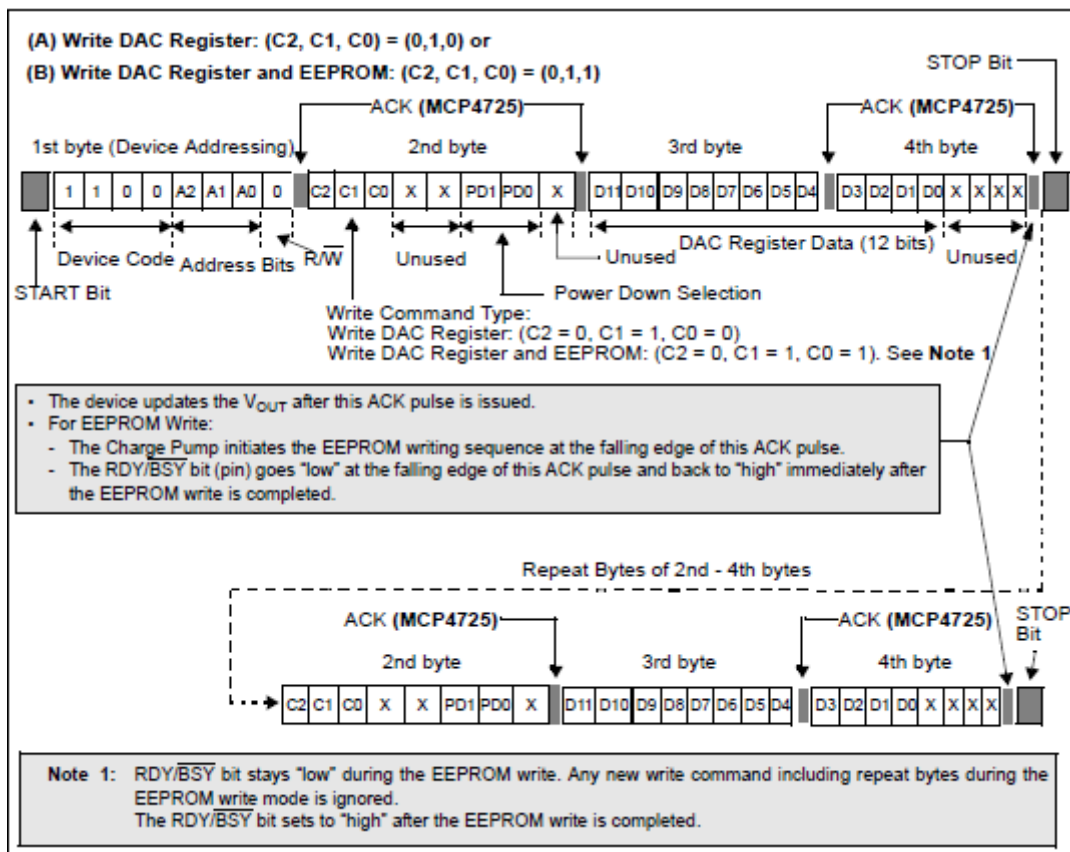 (A) Write DAC Register: (C2, C1, C0) = (0,1,0) or
(B) Write DAC Register and EEPROM: (C2, C1, C0) = (0,1,1)
STOP Bit
ACK (MCP4725)
ACK (MCP4725)
1st byte (Device Addressing)
2nd byte
3rd byte
4th byte
1 1 0 0 A2 A1 A0 0 C2 C1 C0 X X PD1 PD0 X D11 D10 D9 D8 D7 D6 D5 D4 D3 D2 D1 D0 X X X X
Device Code
Address Bits
R/W̅
Unused
Unused
DAC Register Data (12 bits)
Unused
START Bit
Power Down Selection
Write Command Type:
Write DAC Register: (C2 = 0, C1 = 1, C0 = 0)
Write DAC Register and EEPROM: (C2 = 0, C1 = 1, C0 = 1). See Note 1
• The device updates the VOUT after this ACK pulse is issued.
• For EEPROM Write:
- The Charge Pump initiates the EEPROM writing sequence at the falling edge of this ACK pulse.
- The RDY/B̅S̅Y̅ bit (pin) goes “low” at the falling edge of this ACK pulse and back to “high” immediately after
the EEPROM write is completed.
Repeat Bytes of 2nd - 4th bytes
ACK (MCP4725)
ACK (MCP4725)
STOP
Bit
2nd byte
3rd byte
4th byte
C2 C1 C0 X X PD1 PD0 X D11 D10 D9 D8 D7 D6 D5 D4 D3 D2 D1 D0 X X X X
Note 1: RDY/B̅S̅Y̅ bit stays “low” during the EEPROM write. Any new write command including repeat bytes during the
EEPROM write mode is ignored.
The RDY/B̅S̅Y̅ bit sets to “high” after the EEPROM write is completed.